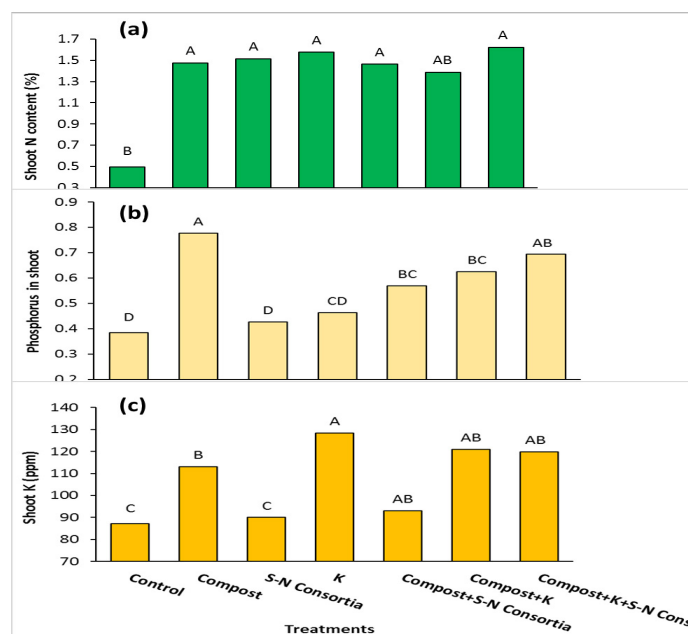 (a)
Shoot N content (%)
1.7
1.5
1.3
1.1
0.9
0.7
0.5
0.3
B
A
A
A
A
AB
A
(b)
Phosphorus in shoot
0.9
0.8
0.7
0.6
0.5
0.4
0.2
D
A
D
CD
BC
BC
AB
(c)
Shoot K (ppm)
140
130
120
110
100
90
80
70
C
B
C
A
AB
AB
AB
Control
Compost
S-N Consortia
K
Compost+S-N Consortia
Compost+K
Compost+K+S-N Cons
Treatments